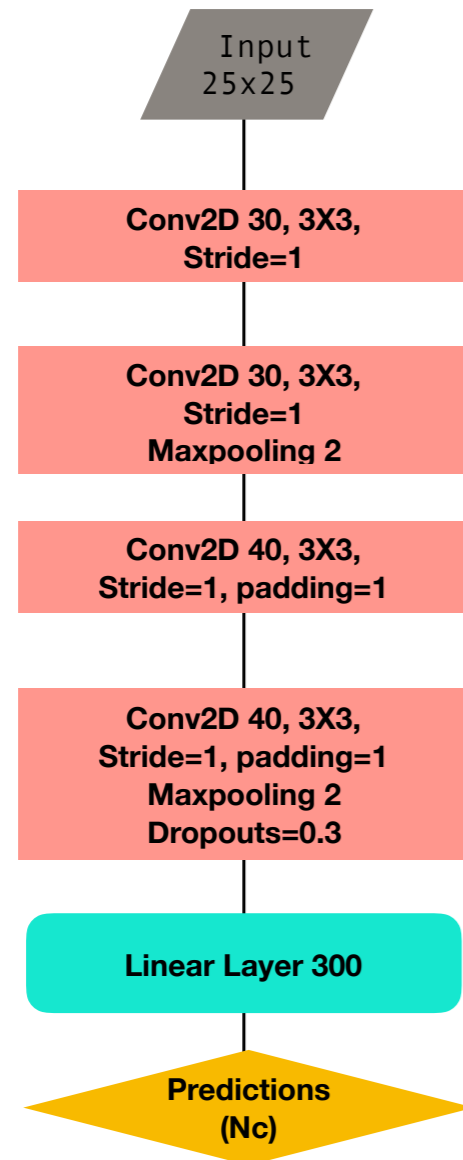 Input
25x25
Conv2D 30, 3X3,
Stride=1
Conv2D 30, 3X3,
Stride=1
Maxpooling 2
Conv2D 40, 3X3,
Stride=1, padding=1
Conv2D 40, 3X3,
Stride=1, padding=1
Maxpooling 2
Dropouts=0.3
Linear Layer 300
Predictions
(Nc)